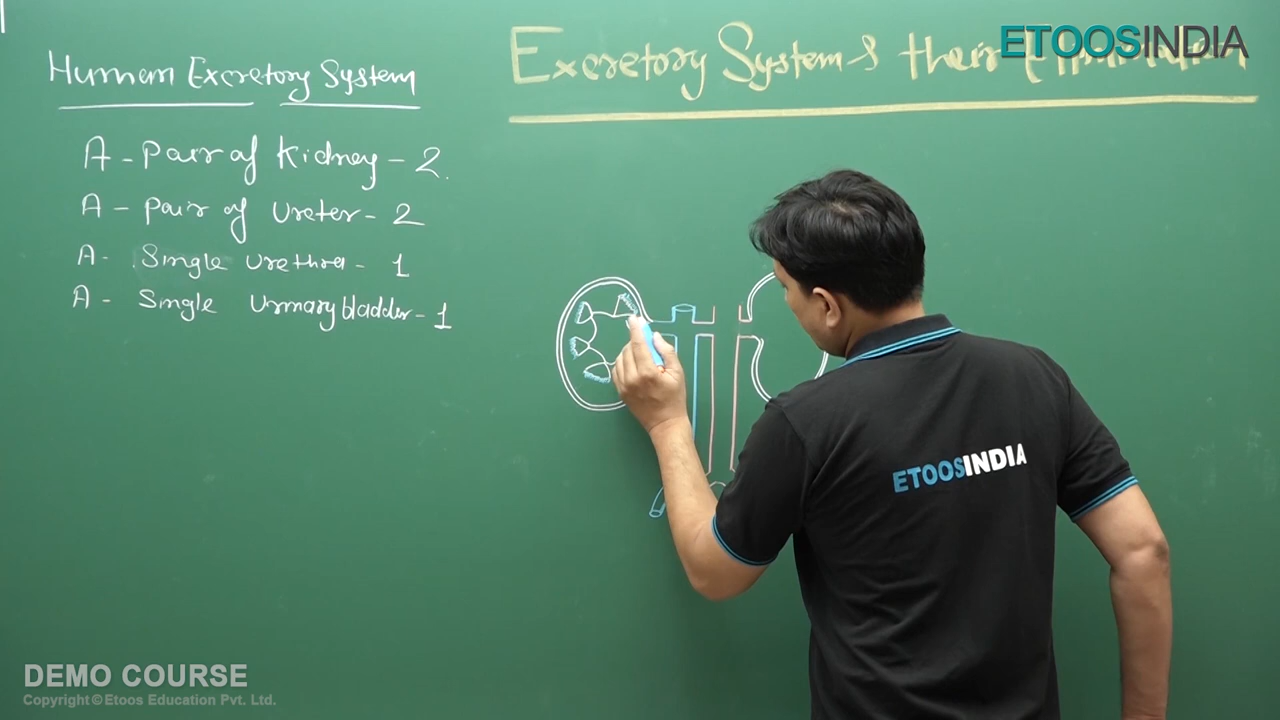 Human Excretory System
A - Pair of Kidney - 2.
A - Pair of Ureter - 2
A - Single Urethra - 1
A - Single Urinary bladder - 1
Excretory System & their
ETOOSINDIA
ETOOSINDIA
DEMO COURSE
Copyright © Etoos Education Pvt. Ltd.